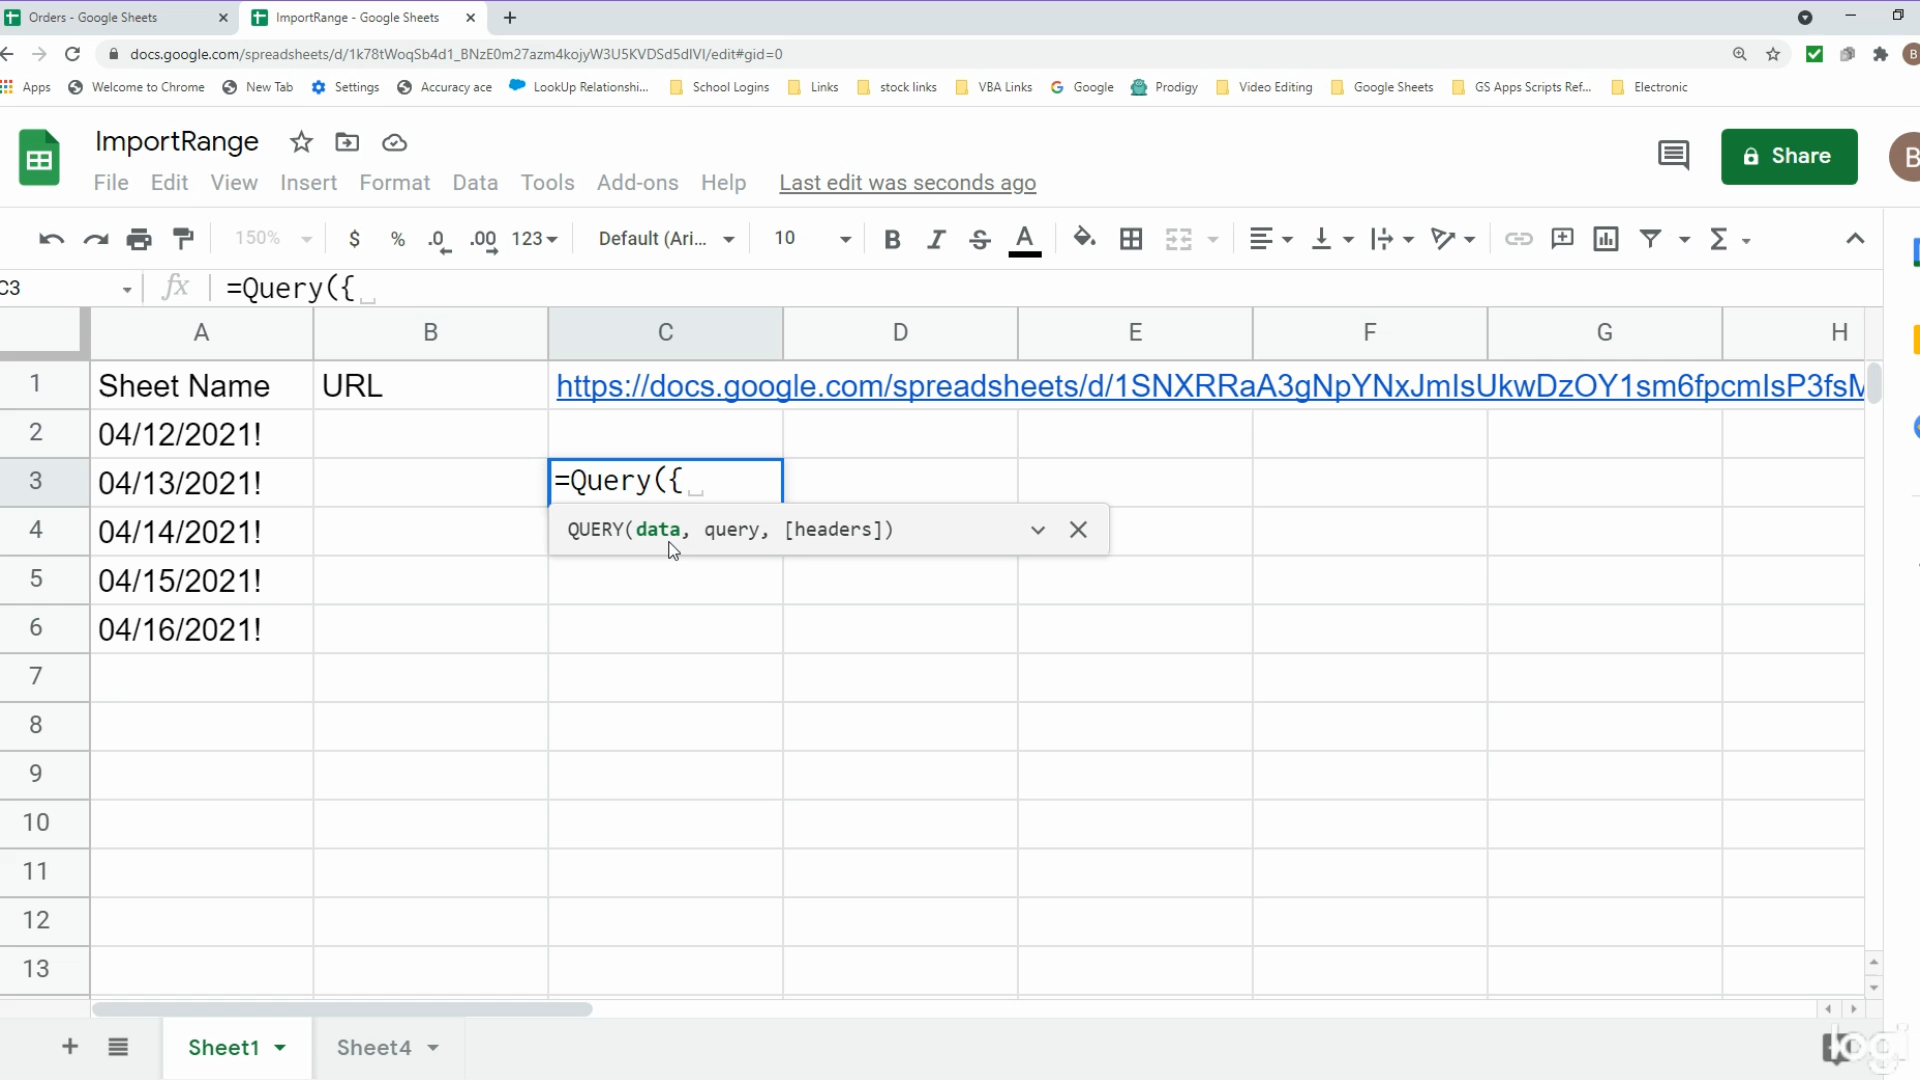 Orders - Google Sheets
ImportRange - Google Sheets
docs.google.com/spreadsheets/d/1k78tWoqSb4d1_BNzE0m27azm4kojyW3U5KVDSd5dIVI/edit#gid=0
B
Apps
Welcome to Chrome
New Tab
Settings
Accuracy ace
LookUp Relationshi...
School Logins
Links
stock links
VBA Links
Google
Prodigy
Video Editing
Google Sheets
GS Apps Scripts Ref...
Electronic
ImportRange
Share
B
File Edit View Insert Format Data Tools Add-ons Help Last edit was seconds ago
150% $ % .0 .00 123 Default (Ari... 10 B I S A Σ
C3 fx =Query({
A B C D E F G H
1 Sheet Name URL https://docs.google.com/spreadsheets/d/1SNXRRaA3gNpYNxJmIsUkwDzOY1sm6fpcmIsP3fsM
2 04/12/2021!
3 04/13/2021! =Query({
4 04/14/2021! QUERY(data, query, [headers])
5 04/15/2021!
6 04/16/2021!
7
8
9
10
11
12
13
Sheet1 Sheet4
logi